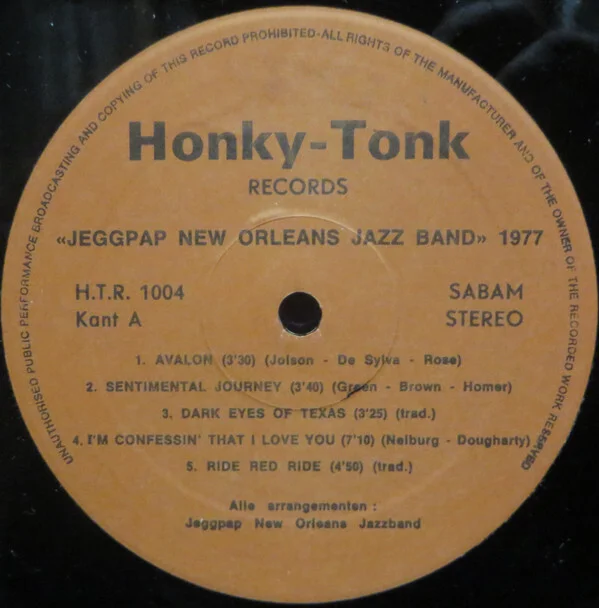 UNAUTHORISED PUBLIC PERFORMANCE BROADCASTING AND COPYING OF THIS RECORD PROHIBITED-ALL RIGHTS OF THE MANUFACTURER AND OF THE OWNER OF THE RECORDED WORK RESERVED
Honky-Tonk
RECORDS
«JEGGPAP NEW ORLEANS JAZZ BAND» 1977
H.T.R. 1004
SABAM
Kant A
STEREO
1. AVALON (3'30) (Jolson - De Sylva - Rose)
2. SENTIMENTAL JOURNEY (3'40) (Green - Brown - Homer)
3. DARK EYES OF TEXAS (3'25) (trad.)
4. I'M CONFESSIN' THAT I LOVE YOU (7'10) (Neiburg - Dougharty)
5. RIDE RED RIDE (4'50) (trad.)
Alle arrangementen :
Jeggpap New Orleans Jazzband